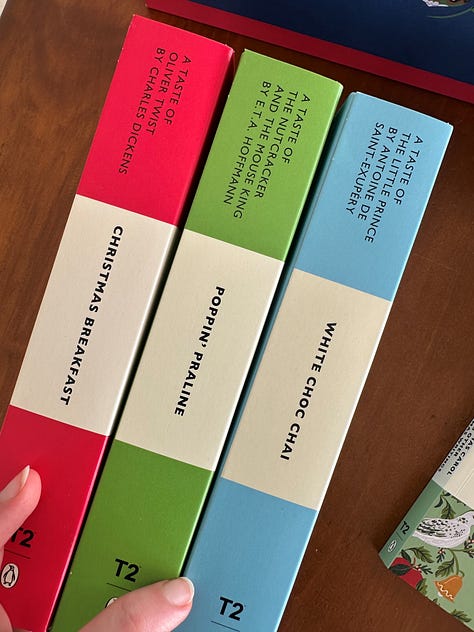 A TASTE OF
OLIVER TWIST
BY CHARLES DICKENS
CHRISTMAS BREAKFAST
T2
A TASTE OF
THE NUTCRACKER
AND THE MOUSE KING
BY E.T.A. HOFFMANN
POPPIN' PRALINE
T2
A TASTE OF
THE LITTLE PRINCE
BY ANTOINE DE
SAINT-EXUPÉRY
WHITE CHOC CHAI
T2
CAROL
T2